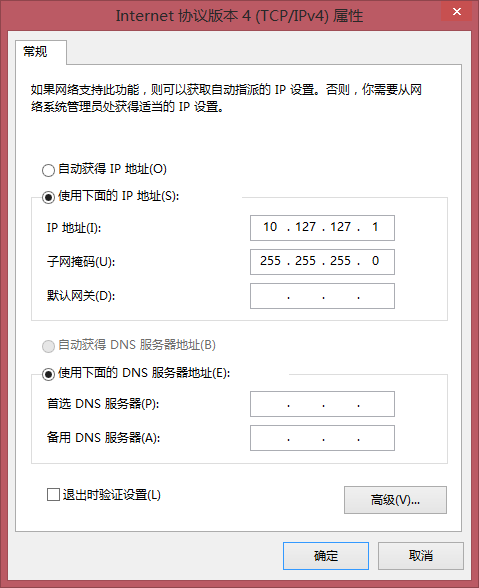 Internet 协议版本 4 (TCP/IPv4) 属性
常规
如果网络支持此功能，则可以获取自动指派的 IP 设置。否则，你需要从网
络系统管理员处获得适当的 IP 设置。
自动获得 IP 地址(O)
使用下面的 IP 地址(S):
IP 地址(I): 10 . 127 . 127 . 1
子网掩码(U): 255 . 255 . 255 . 0
默认网关(D): . . .
自动获得 DNS 服务器地址(B)
使用下面的 DNS 服务器地址(E):
首选 DNS 服务器(P): . . .
备用 DNS 服务器(A): . . .
退出时验证设置(L)
高级(V)...
确定 取消